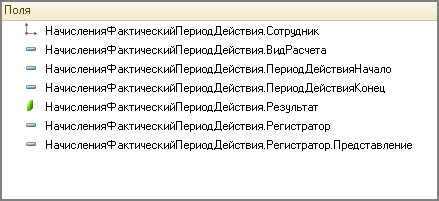 Поля
НачисленияФактическийПериодДействия.Сотрудник
НачисленияФактическийПериодДействия.ВидРасчета
НачисленияФактическийПериодДействия.ПериодДействияНачало
НачисленияФактическийПериодДействия.ПериодДействияКонец
НачисленияФактическийПериодДействия.Результат
НачисленияФактическийПериодДействия.Регистратор
НачисленияФактическийПериодДействия.Регистратор.Представление